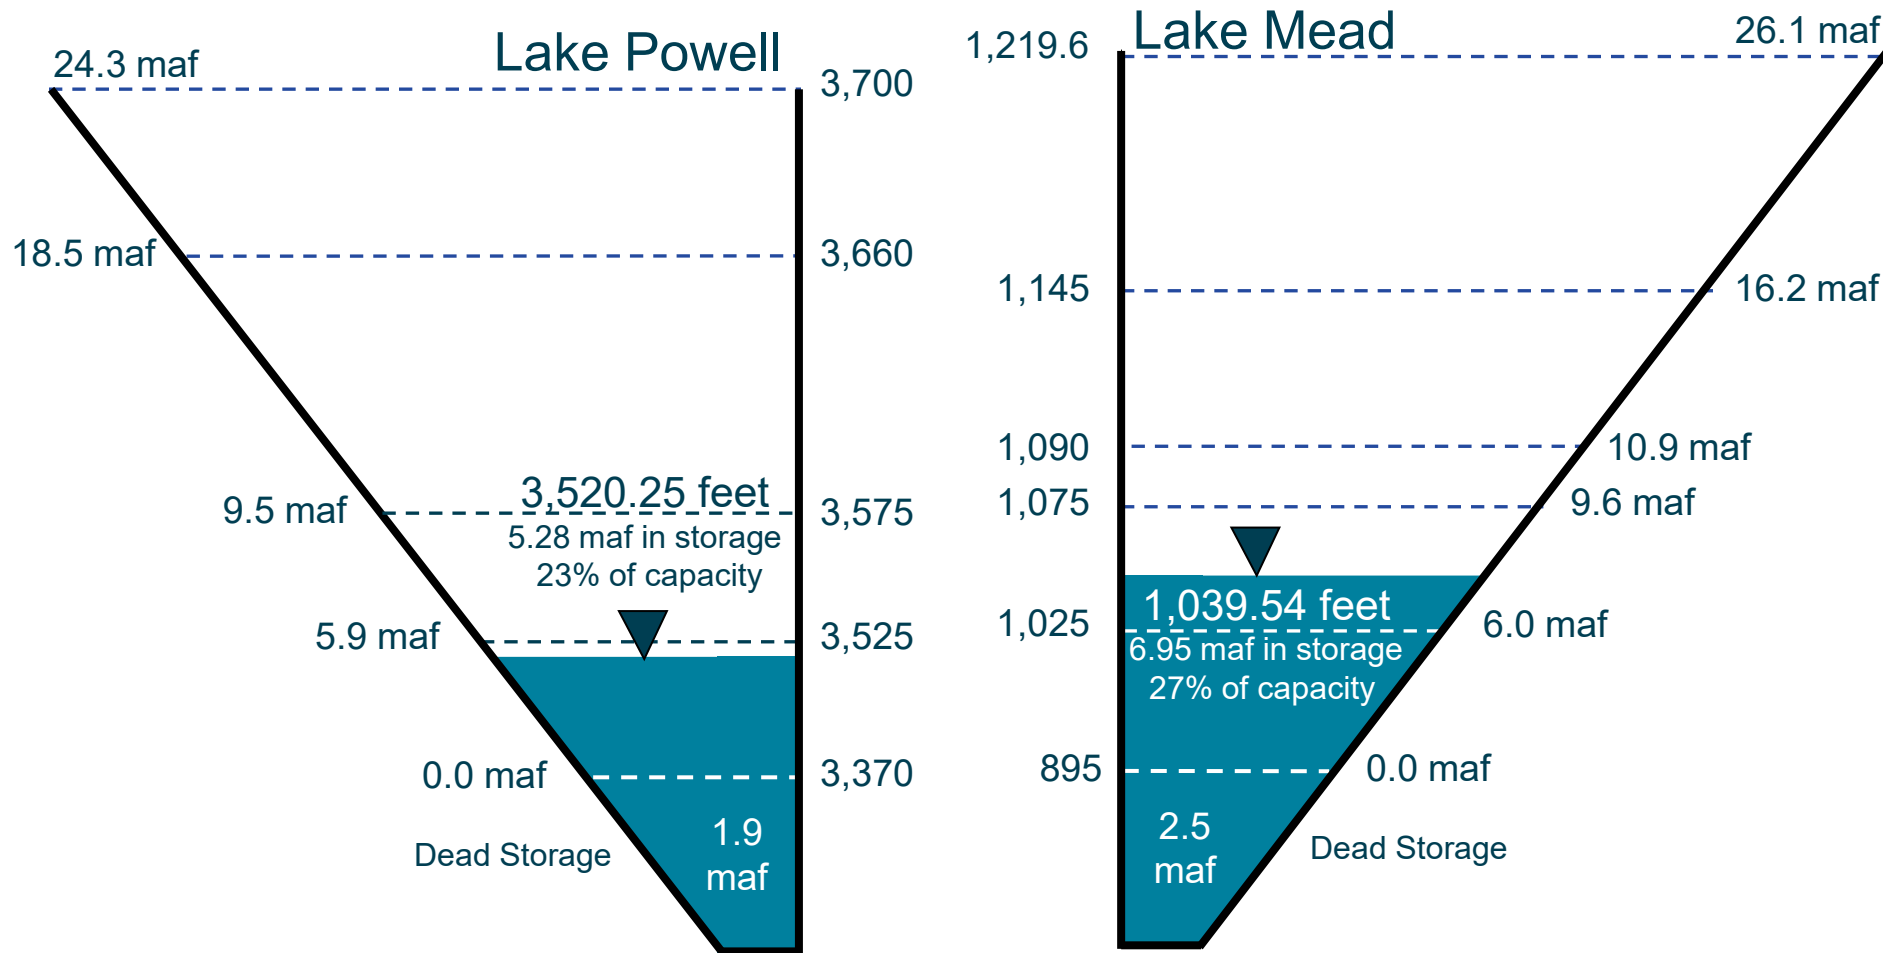 Lake Powell
24.3 maf
3,700
18.5 maf
3,660
3,520.25 feet
9.5 maf
3,575
5.28 maf in storage
23% of capacity
5.9 maf
3,525
0.0 maf
3,370
1.9
maf
Dead Storage
Lake Mead
1,219.6
26.1 maf
1,145
16.2 maf
1,090
10.9 maf
1,075
9.6 maf
1,039.54 feet
1,025
6.0 maf
6.95 maf in storage
27% of capacity
895
0.0 maf
2.5
maf
Dead Storage